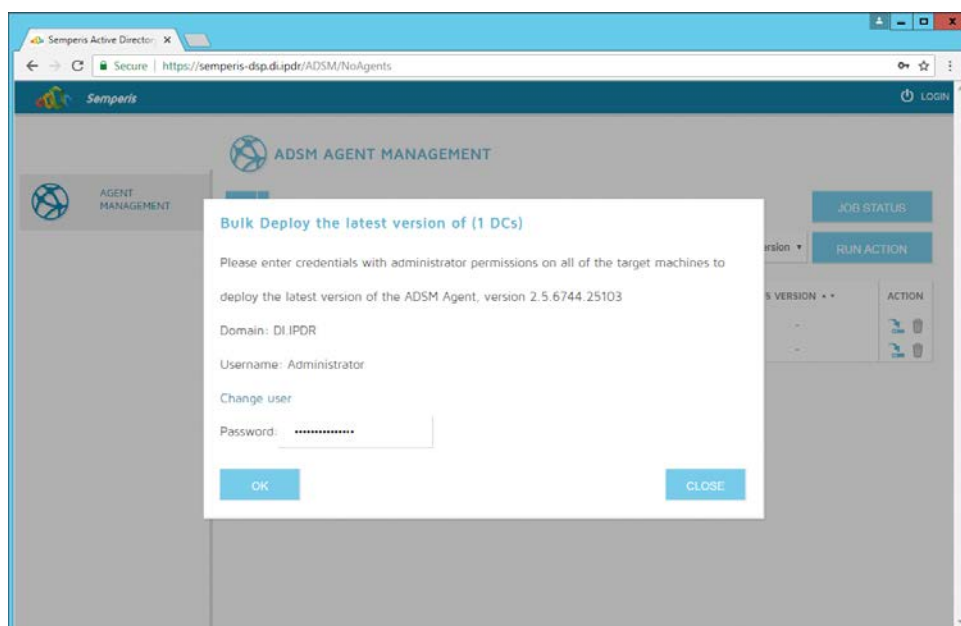 Semperis Active Director
Secure | https://semperis-dsp.di.ipdr/ADSM/NoAgents
Semperis
LOGIN
ADSM AGENT MANAGEMENT
AGENT
MANAGEMENT
JOB STATUS
RUN ACTION
VERSION
ACTION
Bulk Deploy the latest version of (1 DCs)
Please enter credentials with administrator permissions on all of the target machines to
deploy the latest version of the ADSM Agent, version 2.5.6744.25103
Domain: DI.IPDR
Username: Administrator
Change user
Password:
OK
CLOSE